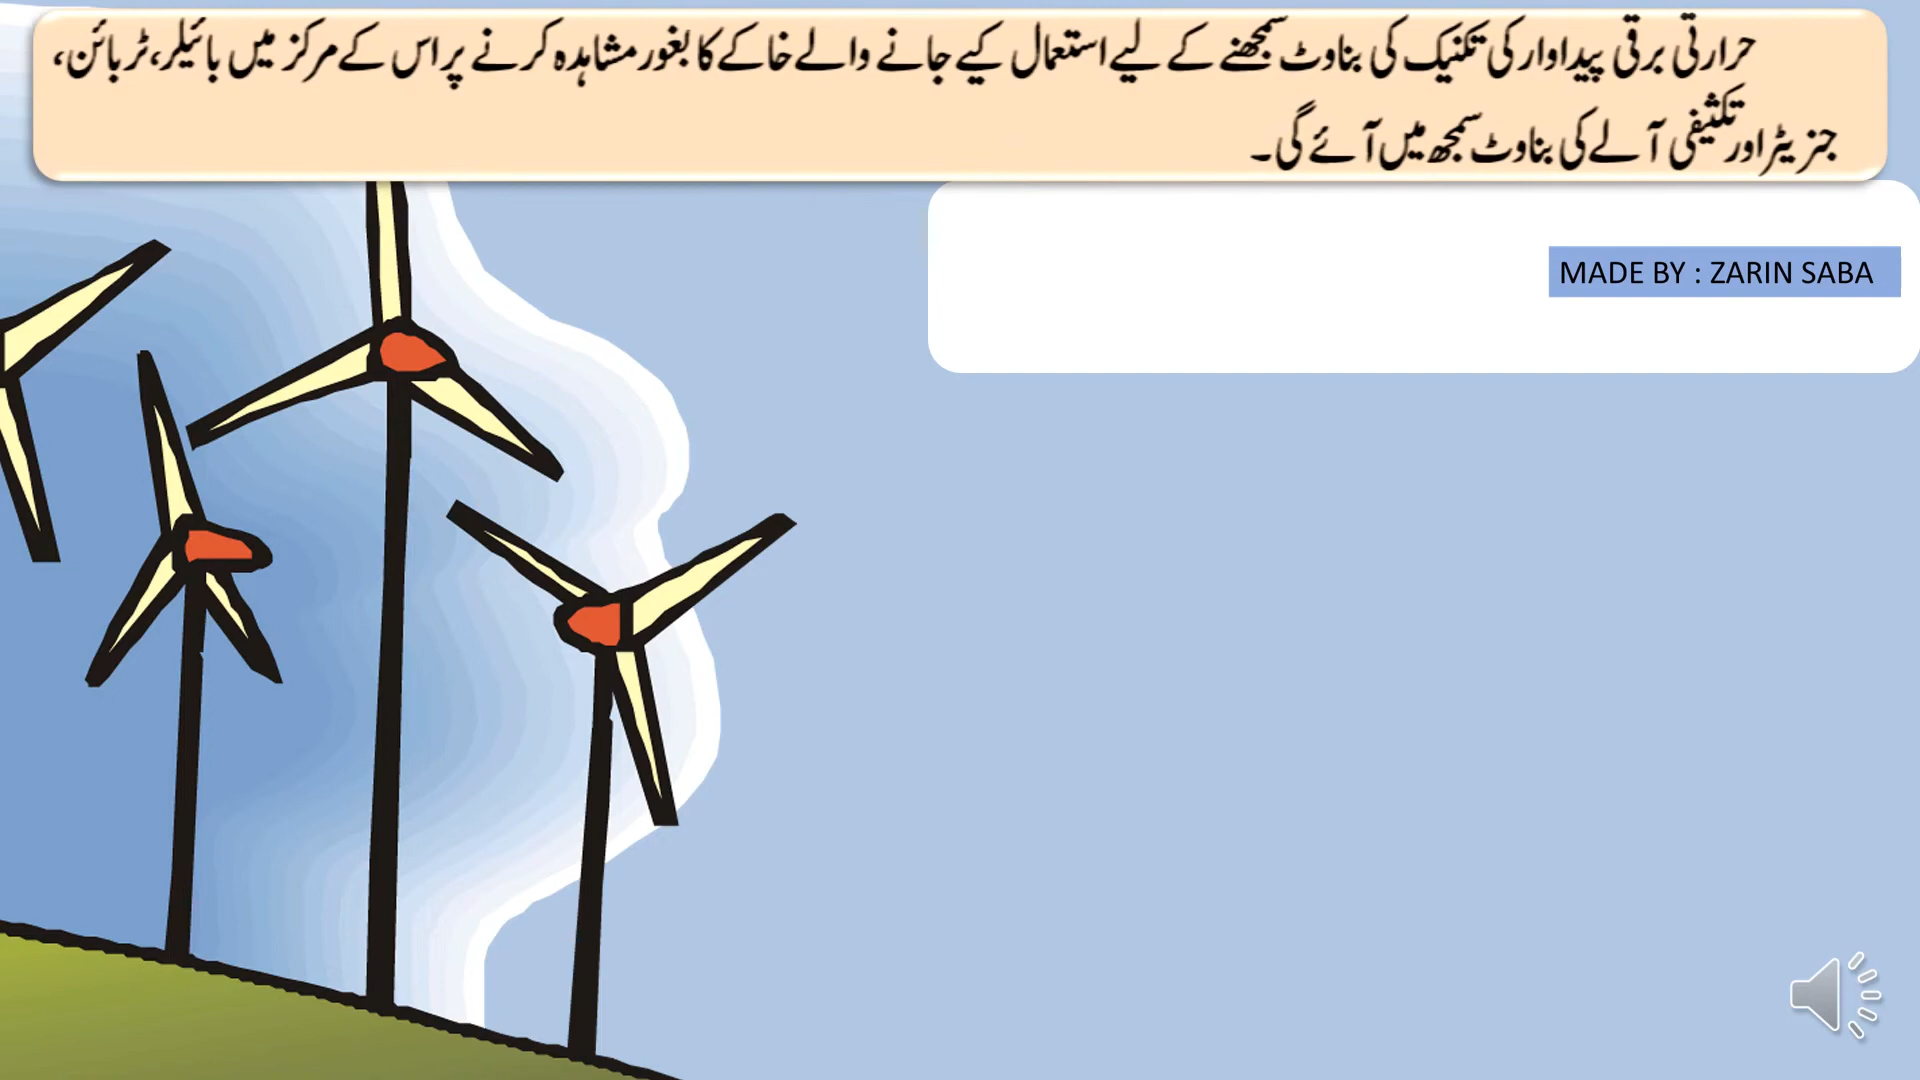 حرارتی برقی پیداوار کی تکنیک کی بناوٹ سمجھنے کے لیے استعمال کیے جانے والے خاکے کا بغور مشاہدہ کرنے پر اس کے مرکز میں بائیلر، ٹربائن،
جنریٹر اور تکثیفی آلے کی بناوٹ سمجھ میں آئے گی۔
MADE BY : ZARIN SABA